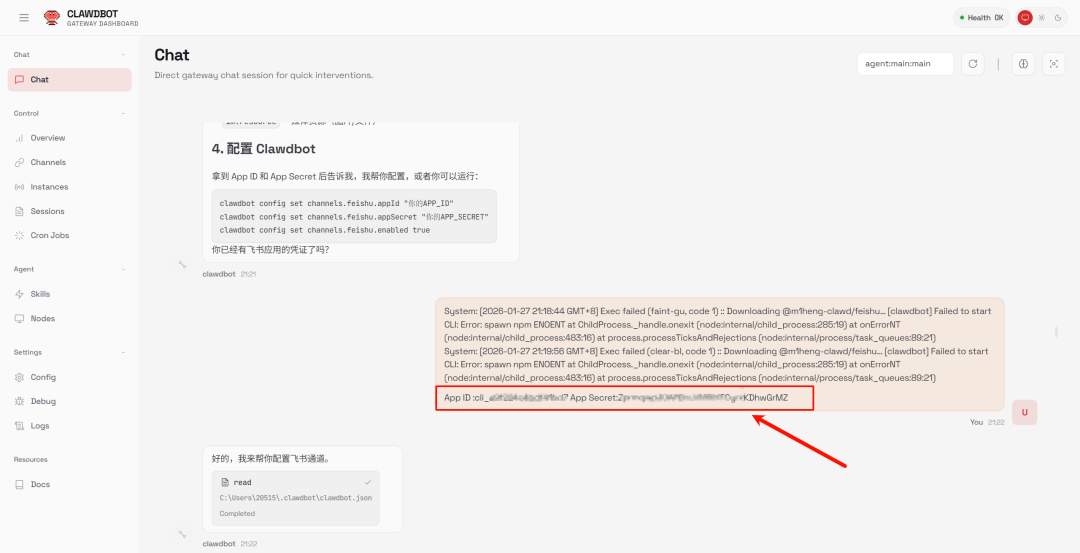 CLAWDBOT
GATEWAY DASHBOARD
Health OK
Chat
Chat
Control
Overview
Channels
Instances
Sessions
Cron Jobs
Agent
Skills
Nodes
Settings
Config
Debug
Logs
Resources
Docs
Chat
Direct gateway chat session for quick interventions.
agent:main:main
4. 配置 Clawdbot
拿到 App ID 和 App Secret 后告诉我，我帮你配置，或者你可以运行：
clawdbot config set channels.feishu.appId "你的APP_ID"
clawdbot config set channels.feishu.appSecret "你的APP_SECRET"
clawdbot config set channels.feishu.enabled true
你已经有飞书应用的凭证了吗？
clawdbot 21:21
System: [2026-01-27 21:18:44 GMT+8] Exec failed (faint-gu, code 1) :: Downloading @m1heng-clawd/feishu… [clawdbot] Failed to start
CLI: Error: spawn npm ENOENT at ChildProcess._handle.onexit (node:internal/child_process:285:19) at onErrorNT
(node:internal/child_process:483:16) at process.processTicksAndRejections (node:internal/process/task_queues:89:21)
System: [2026-01-27 21:19:56 GMT+8] Exec failed (clear-bl, code 1) :: Downloading @m1heng-clawd/feishu… [clawdbot] Failed to start
CLI: Error: spawn npm ENOENT at ChildProcess._handle.onexit (node:internal/child_process:285:19) at onErrorNT
(node:internal/child_process:483:16) at process.processTicksAndRejections (node:internal/process/task_queues:89:21)
App ID :cli_ App Secret: KDhwGrMZ
U
You 21:22
好的，我来帮你配置飞书通道。
read
C:\Users\20515\.clawdbot\clawdbot.json
Completed
clawdbot 21:22